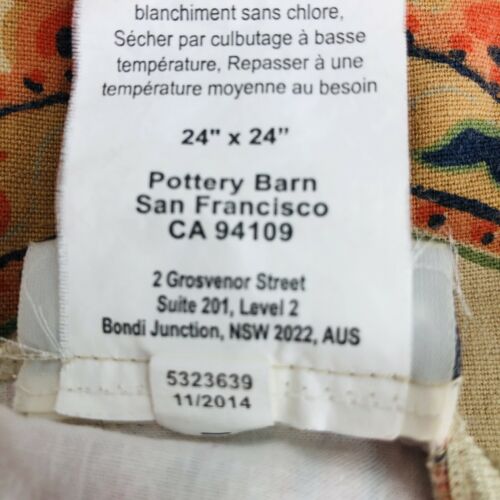 blanchiment sans chlore,
Sécher par culbutage à basse
température, Repasser à une
température moyenne au besoin
24" x 24"
Pottery Barn
San Francisco
CA 94109
2 Grosvenor Street
Suite 201, Level 2
Bondi Junction, NSW 2022, AUS
5323639
11/2014